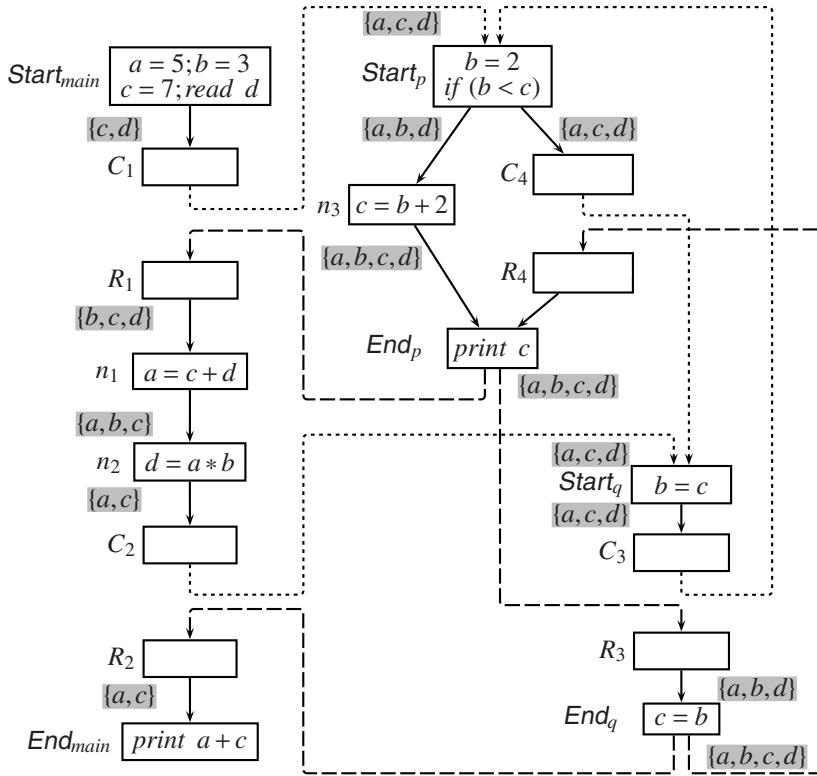 {a,c,d}
Start_main
a = 5; b = 3
c = 7; read d
Start_p
b = 2
if (b < c)
{c,d}
{a,b,d}
{a,c,d}
C_1
C_4
n_3
c = b + 2
{a,b,c,d}
R_1
R_4
{b,c,d}
End_p
print c
n_1
a = c + d
{a,b,c,d}
{a,b,c}
n_2
d = a * b
{a,c,d}
Start_q
b = c
{a,c}
{a,c,d}
C_2
C_3
R_2
R_3
{a,c}
{a,b,d}
End_q
c = b
End_main
print a + c
{a,b,c,d}